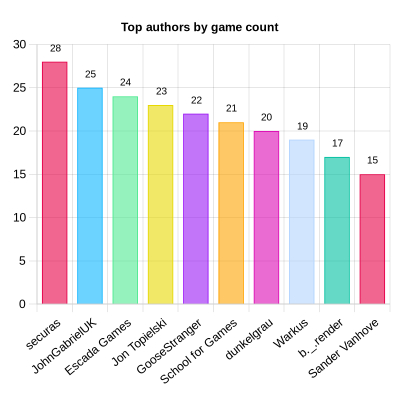 Top authors by game count
30
25
20
15
10
5
0
28
25
24
23
22
21
20
19
17
15
securas
JohnGabrielUK
Escada Games
Jon Topielski
GooseStranger
School for Games
dunkelgrau
Warkus
b._.render
Sander Vanhove